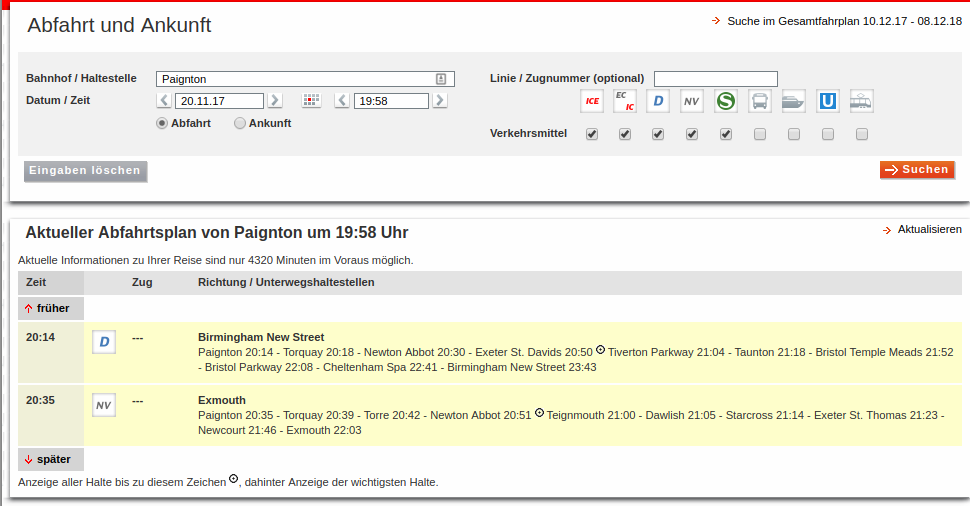 Abfahrt und Ankunft
Suche im Gesamtfahrplan 10.12.17 - 08.12.18
Bahnhof / Haltestelle Paignton Linie / Zugnummer (optional)
Datum / Zeit 20.11.17 19:58 ICE EC IC D NV S U
Abfahrt Ankunft Verkehrsmittel
Eingaben löschen Suchen
Aktueller Abfahrtsplan von Paignton um 19:58 Uhr Aktualisieren
Aktuelle Informationen zu Ihrer Reise sind nur 4320 Minuten im Voraus möglich.
Zeit Zug Richtung / Unterwegshaltestellen
früher
20:14 D --- Birmingham New Street
Paignton 20:14 - Torquay 20:18 - Newton Abbot 20:30 - Exeter St. Davids 20:50 Tiverton Parkway 21:04 - Taunton 21:18 - Bristol Temple Meads 21:52
- Bristol Parkway 22:08 - Cheltenham Spa 22:41 - Birmingham New Street 23:43
20:35 NV --- Exmouth
Paignton 20:35 - Torquay 20:39 - Torre 20:42 - Newton Abbot 20:51 Teignmouth 21:00 - Dawlish 21:05 - Starcross 21:14 - Exeter St. Thomas 21:23 -
Newcourt 21:46 - Exmouth 22:03
später
Anzeige aller Halte bis zu diesem Zeichen , dahinter Anzeige der wichtigsten Halte.